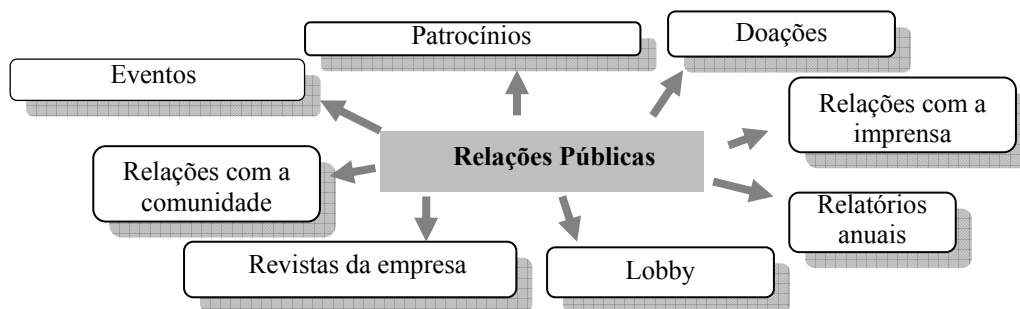 Patrocínios
Doações
Eventos
Relações com a
imprensa
Relações Públicas
Relações com a
comunidade
Relatórios
anuais
Revistas da empresa
Lobby